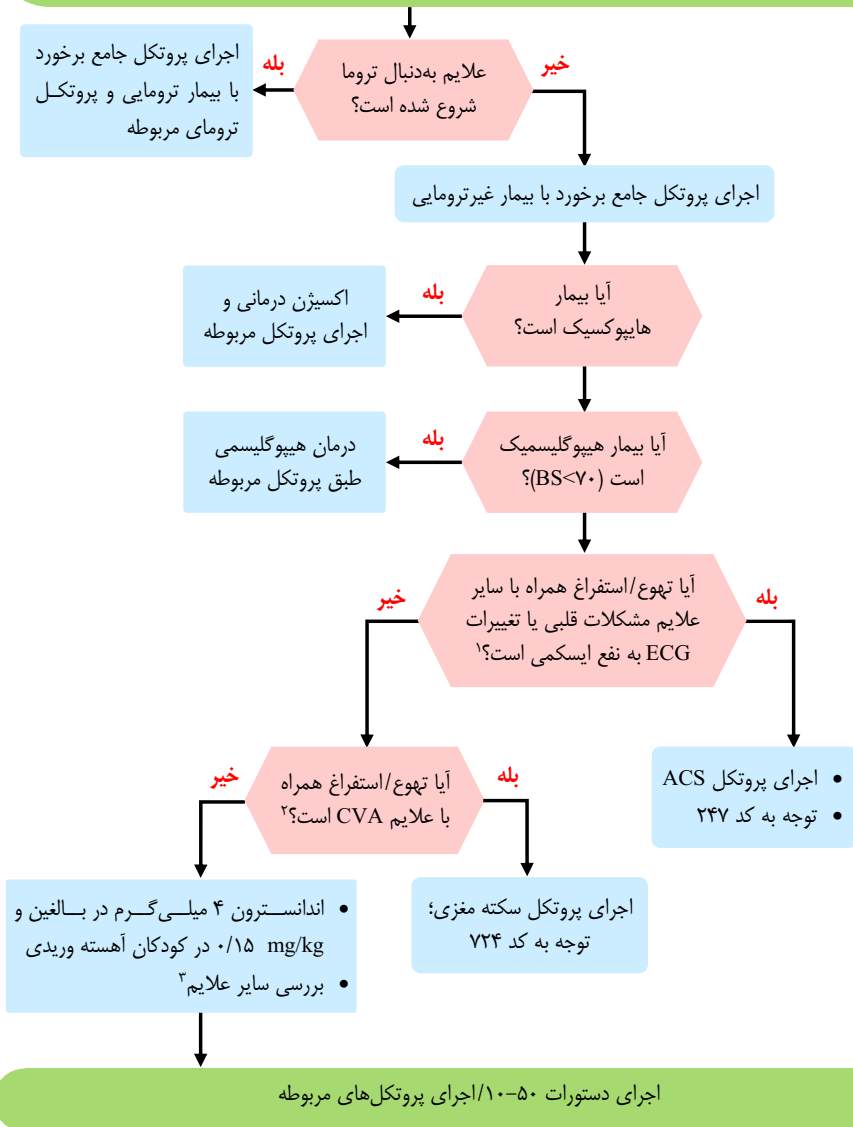 علایم به‌دنبال تروما
شروع شده است؟
بله
خیر
اجرای پروتکل جامع برخورد
با بیمار ترومایی و پروتکـل
ترومای مربوطه
اجرای پروتکل جامع برخورد با بیمار غیرترومایی
آیا بیمار
هایپوکسیک است؟
بله
اکسیژن درمانی و
اجرای پروتکل مربوطه
آیا بیمار هیپوگلیسمیک
است (BS<۷۰)؟
بله
درمان هیپوگلیسمی
طبق پروتکل مربوطه
آیا تهوع/استفراغ همراه با سایر
علایم مشکلات قلبی یا تغییرات
ECG به نفع ایسکمی است؟۱
بله
خیر
• اجرای پروتکل ACS
• توجه به کد ۲۴۷
آیا تهوع/استفراغ همراه
با علایم CVA است؟۲
بله
خیر
اجرای پروتکل سکته مغزی؛
توجه به کد ۷۲۴
• اندانســترون ۴ میلــی‌گــرم در بــالغین و
۰/۱۵ mg/kg در کودکان آهسته وریدی
• بررسی سایر علایم۳
اجرای دستورات ۵۰-۱۰/اجرای پروتکل‌های مربوطه